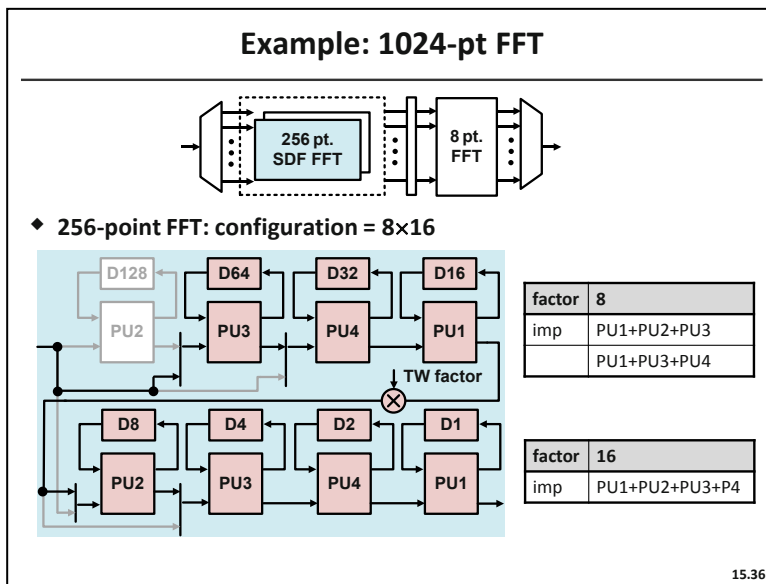 Example: 1024-pt FFT
256 pt.
SDF FFT
8 pt.
FFT
◆ 256-point FFT: configuration = 8×16
D128
D64
D32
D16
PU2
PU3
PU4
PU1
TW factor
D8
D4
D2
D1
PU2
PU3
PU4
PU1
factor 8
imp PU1+PU2+PU3
PU1+PU3+PU4
factor 16
imp PU1+PU2+PU3+P4
15.36